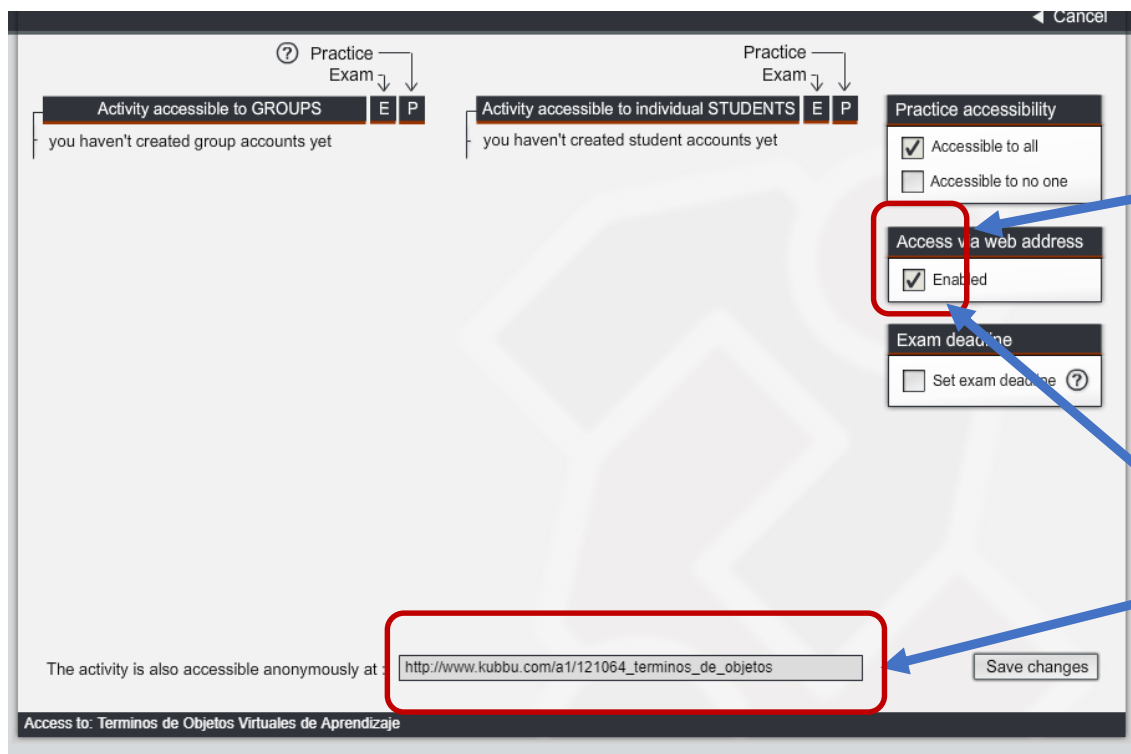 ◄ Cancel
? Practice
Exam
Activity accessible to GROUPS E P
you haven't created group accounts yet
Practice
Exam
Activity accessible to individual STUDENTS E P
you haven't created student accounts yet
Practice accessibility
Accessible to all
Accessible to no one
Access via web address
Enabled
Exam deadline
Set exam deadline ?
The activity is also accessible anonymously at : http://www.kubbu.com/a1/121064_terminos_de_objetos
Save changes
Access to: Terminos de Objetos Virtuales de Aprendizaje